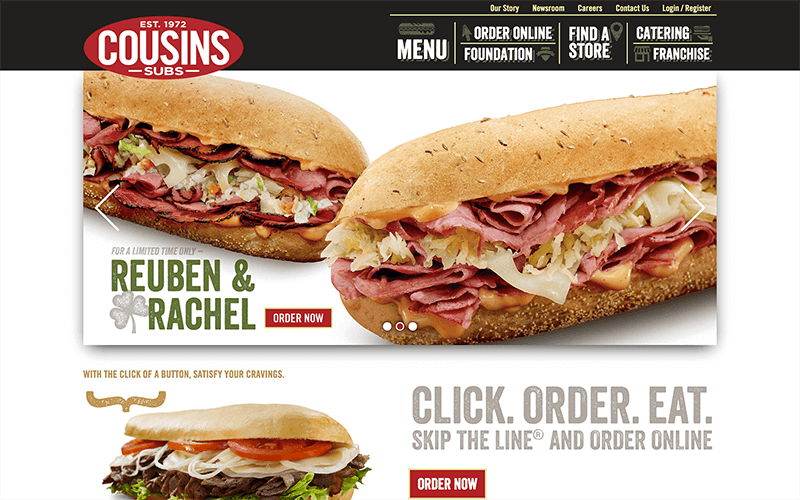 Our Story Newsroom Careers Contact Us Login / Register
EST. 1972
COUSINS
SUBS
MENU
ORDER ONLINE
FOUNDATION
FIND A
STORE
CATERING
FRANCHISE
FOR A LIMITED TIME ONLY –
REUBEN &
RACHEL
ORDER NOW
WITH THE CLICK OF A BUTTON, SATISFY YOUR CRAVINGS.
CLICK. ORDER. EAT.
SKIP THE LINE® AND ORDER ONLINE
ORDER NOW